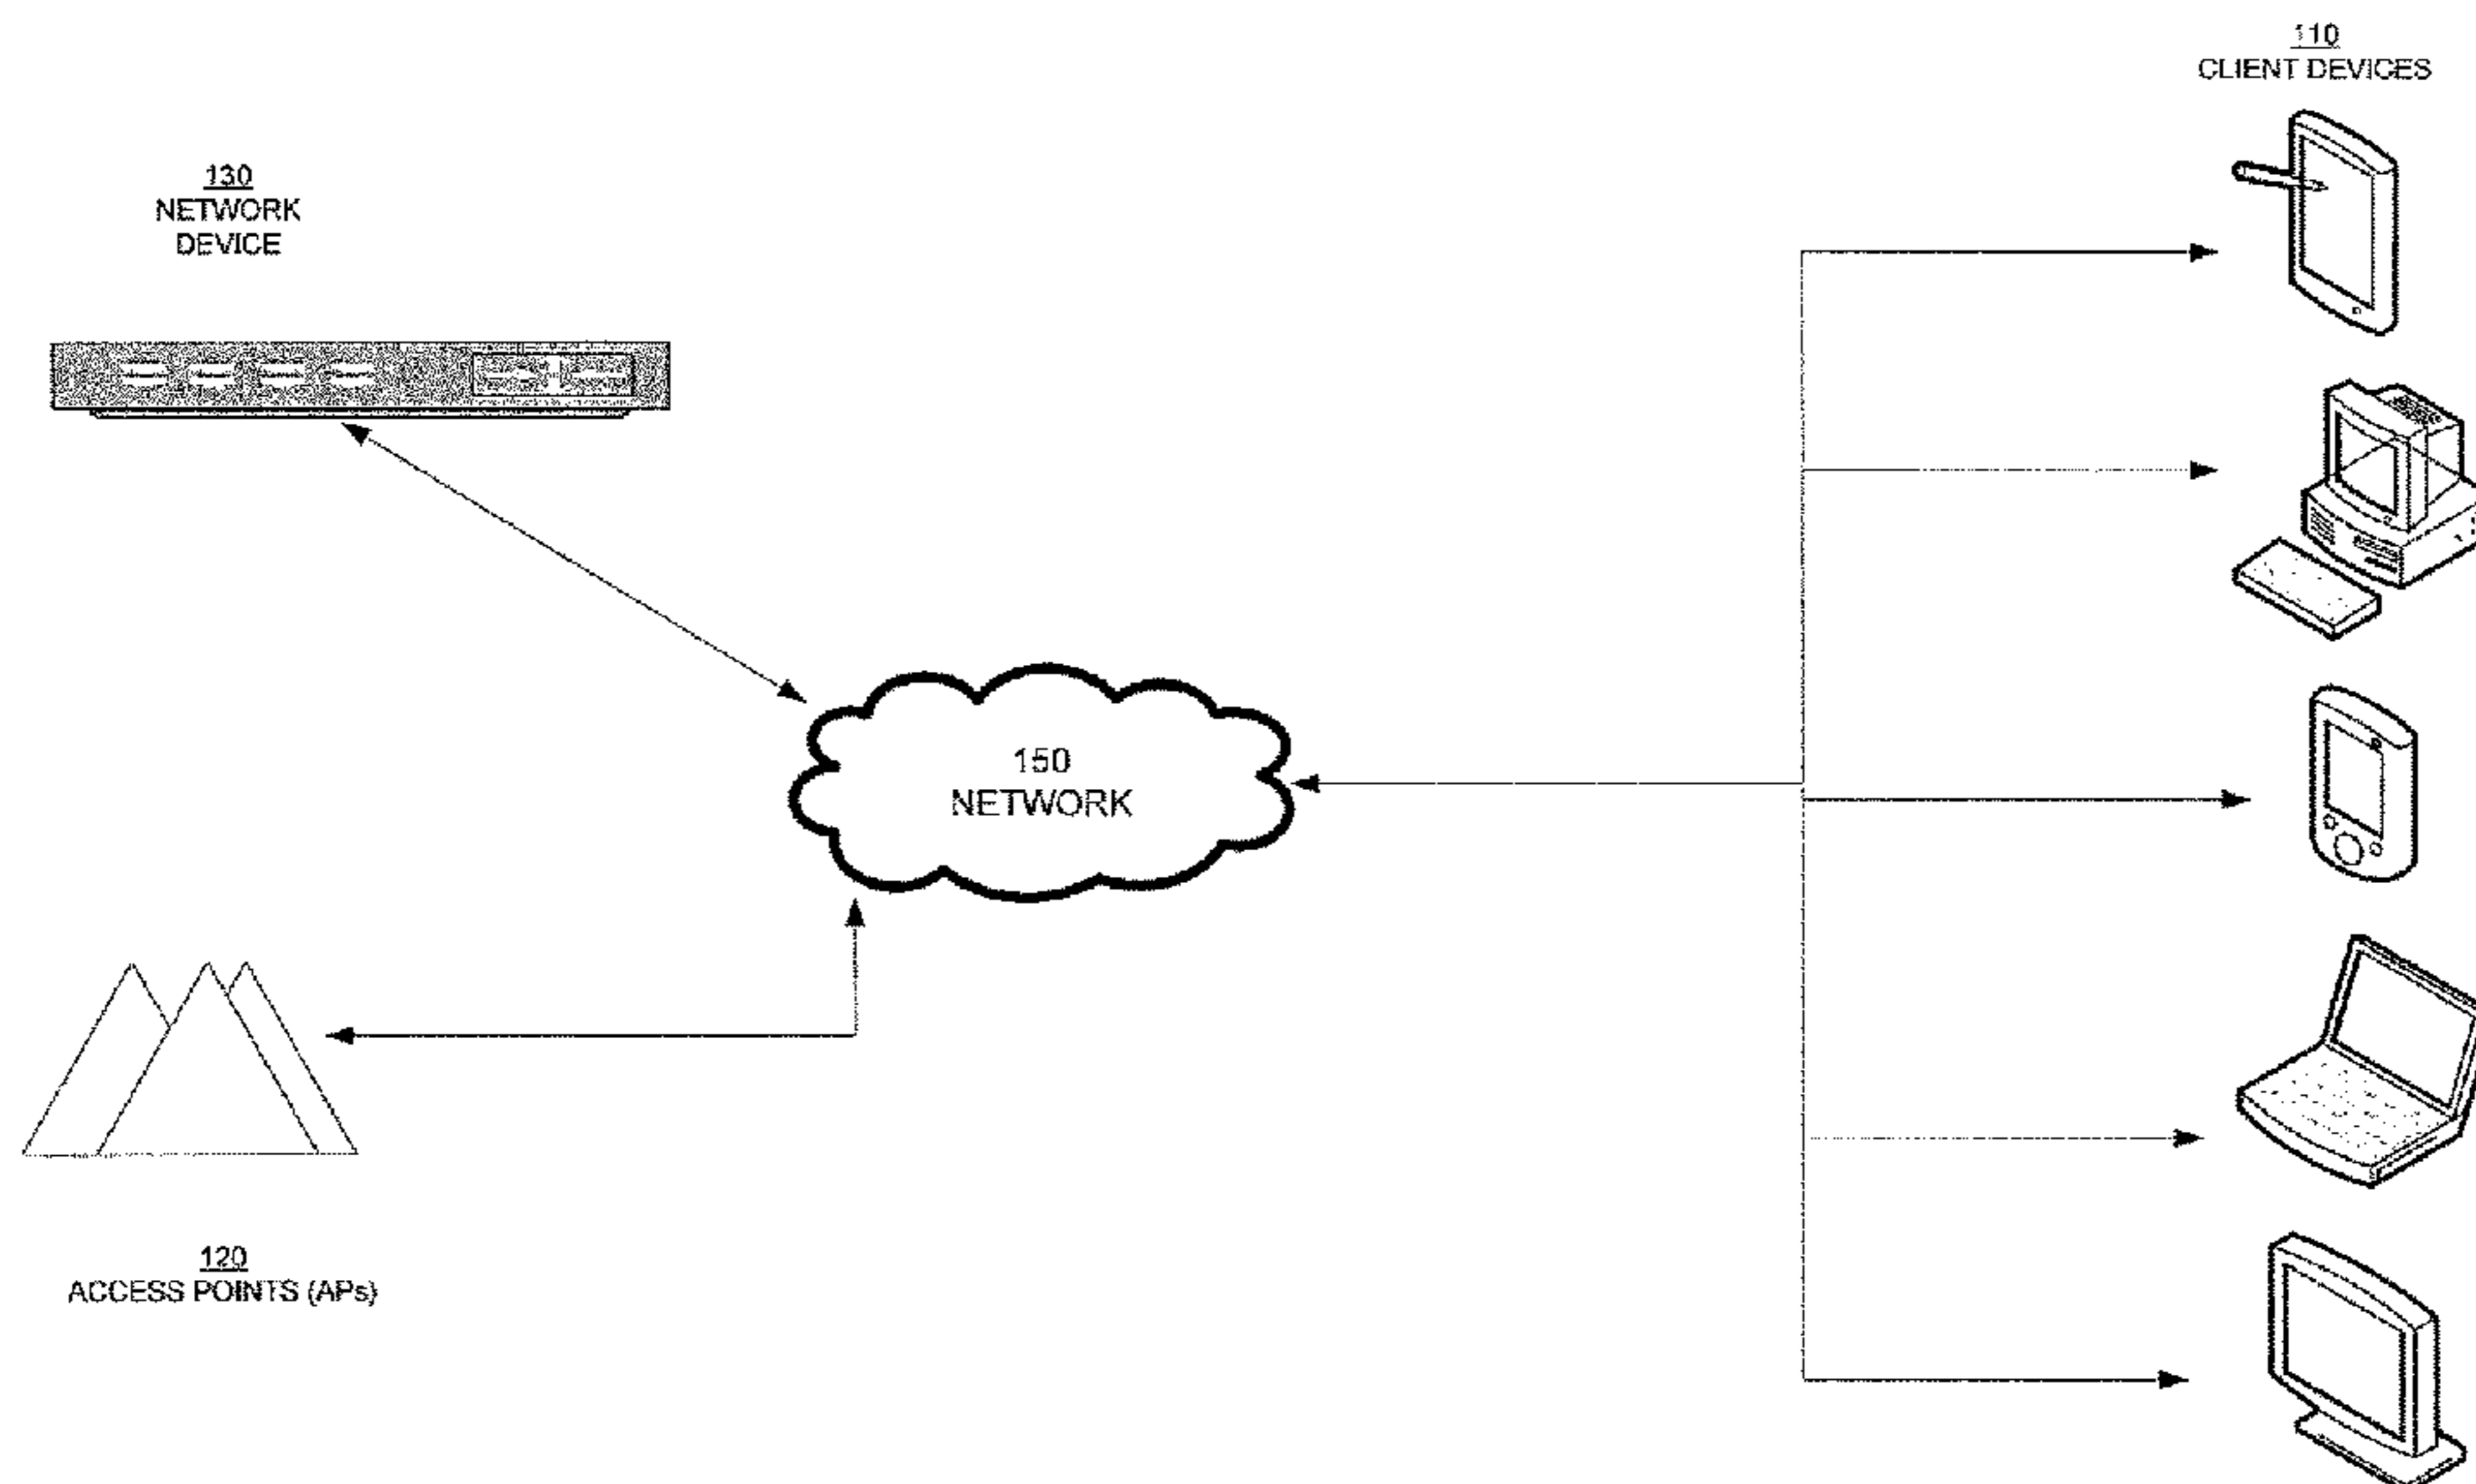 110
CLIENT DEVICES
130
NETWORK
DEVICE
150
NETWORK
120
ACCESS POINTS (APs)